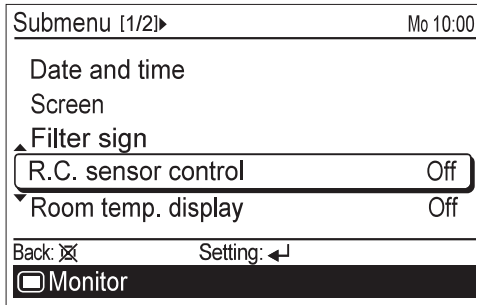 Submenu [1/2] Mo 10:00
Date and time
Screen
Filter sign
R.C. sensor control Off
Room temp. display Off
Back: Setting:
Monitor